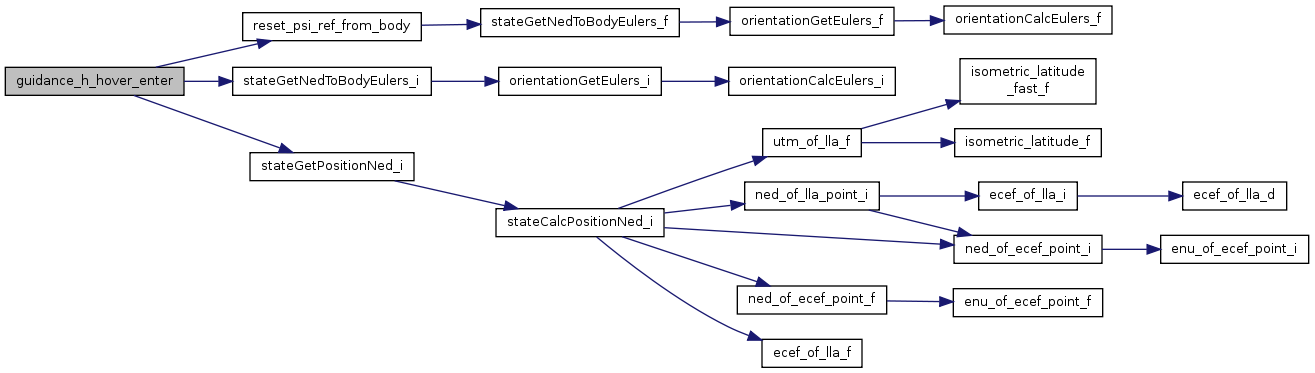 guidance_h_hover_enter
reset_psi_ref_from_body
stateGetNedToBodyEulers_f
orientationGetEulers_f
orientationCalcEulers_f
stateGetNedToBodyEulers_i
orientationGetEulers_i
orientationCalcEulers_i
stateGetPositionNed_i
stateCalcPositionNed_i
utm_of_lla_f
isometric_latitude
_fast_f
isometric_latitude_f
ned_of_lla_point_i
ecef_of_lla_i
ecef_of_lla_d
ned_of_ecef_point_i
enu_of_ecef_point_i
ned_of_ecef_point_f
enu_of_ecef_point_f
ecef_of_lla_f